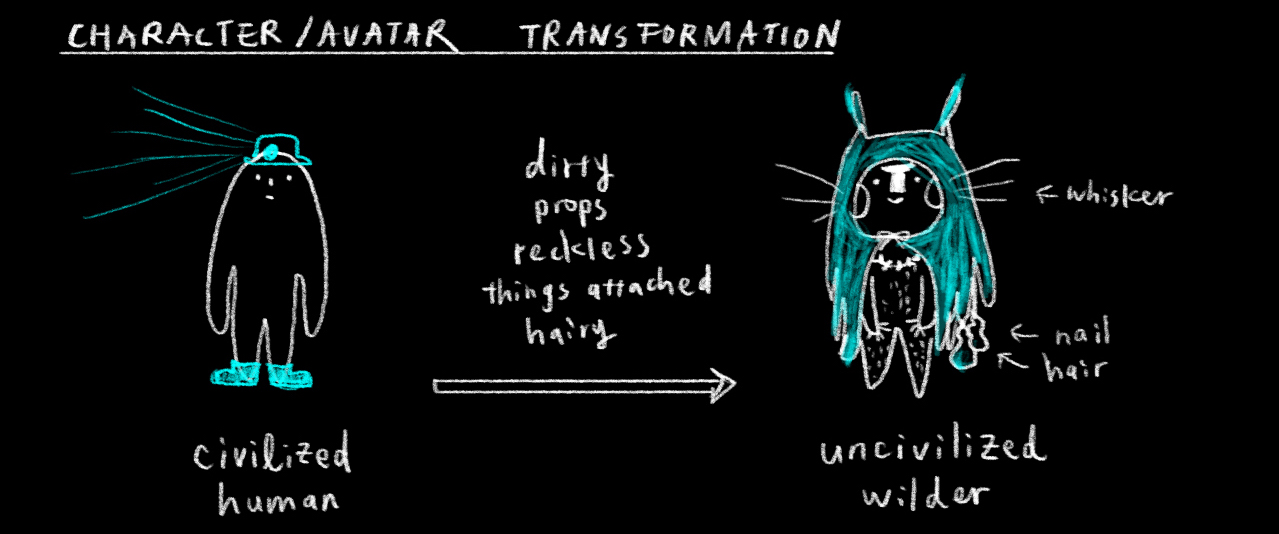 CHARACTER/AVATAR TRANSFORMATION
dirty
props
reckless
things attached
hairy
← whisker
← nail
← hair
civilized
human
uncivilized
wilder